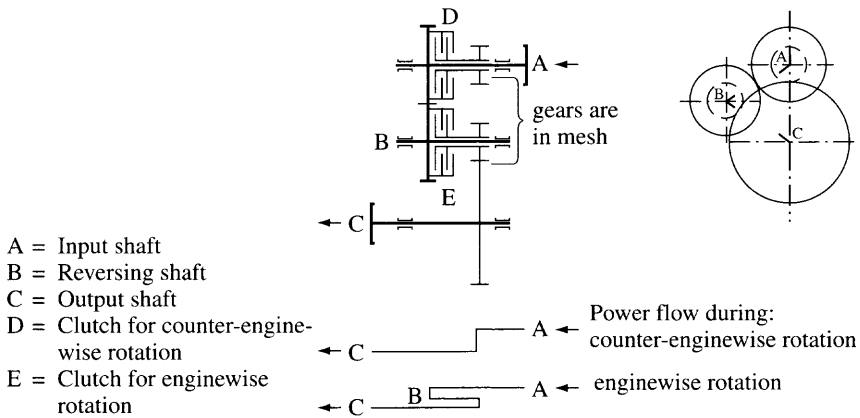 D
A
gears are
in mesh
B
E
C
A
B
C
A = Input shaft
B = Reversing shaft
C = Output shaft
D = Clutch for counter-engine-
wise rotation
E = Clutch for enginewise
rotation
A
Power flow during:
counter-enginewise rotation
C
A
enginewise rotation
B
C